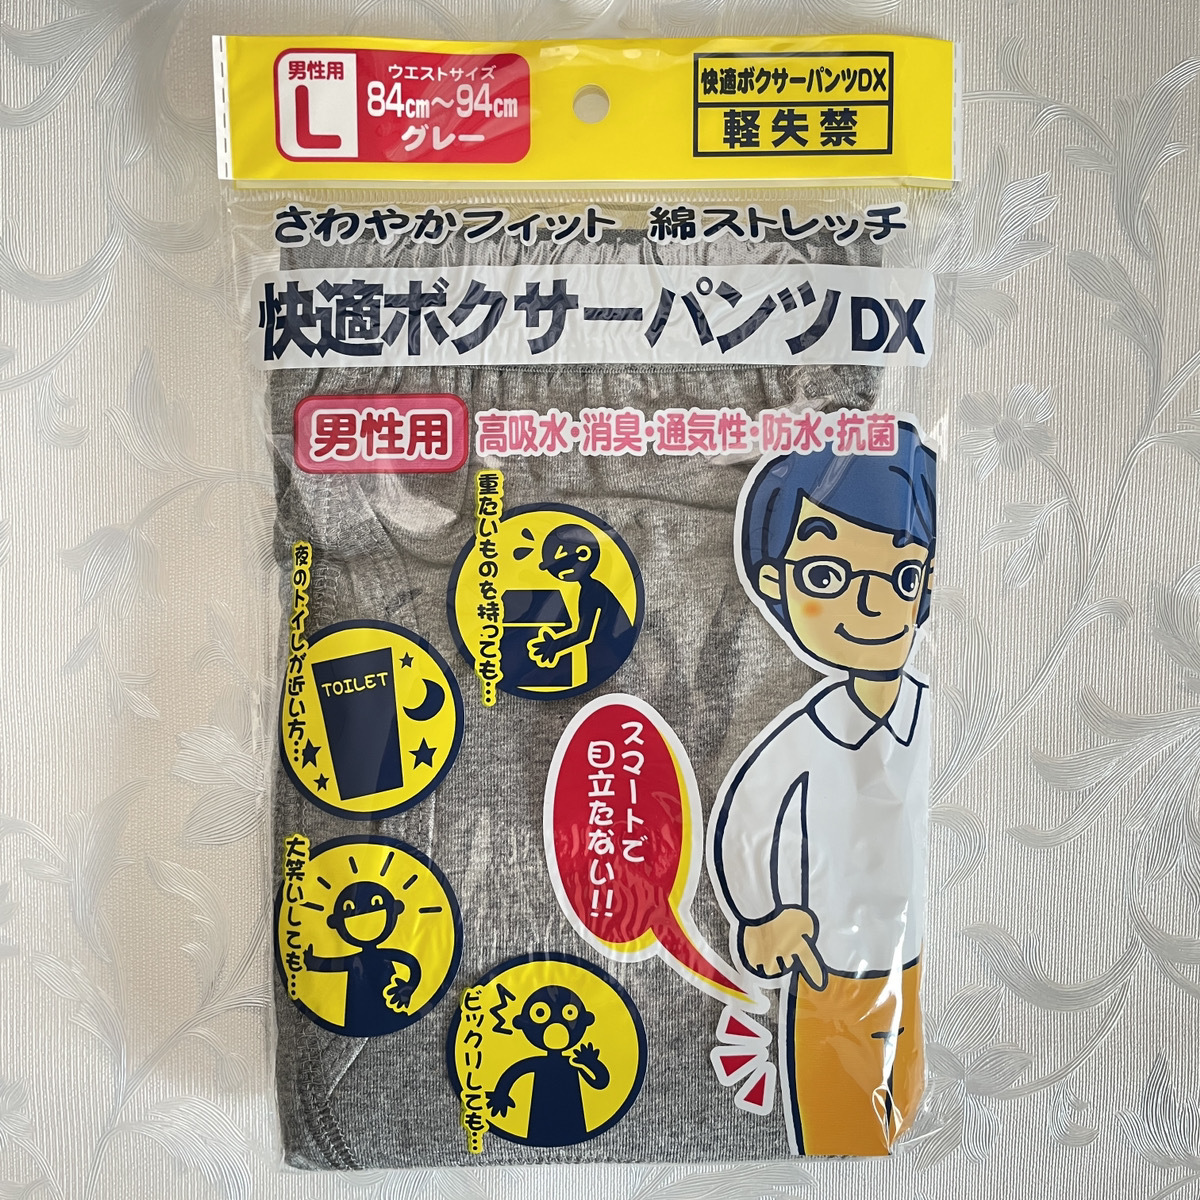 男性用
L
ウエストサイズ
84cm～94cm
グレー
快適ボクサーパンツDX
軽失禁
さわやかフィット 綿ストレッチ
快適ボクサーパンツDX
男性用
高吸水・消臭・通気性・防水・抗菌
重たいものを持っても…
夜のトイレが近い方…
TOILET
スマートで
目立たない!!
大笑いしても…
ビックリしても…